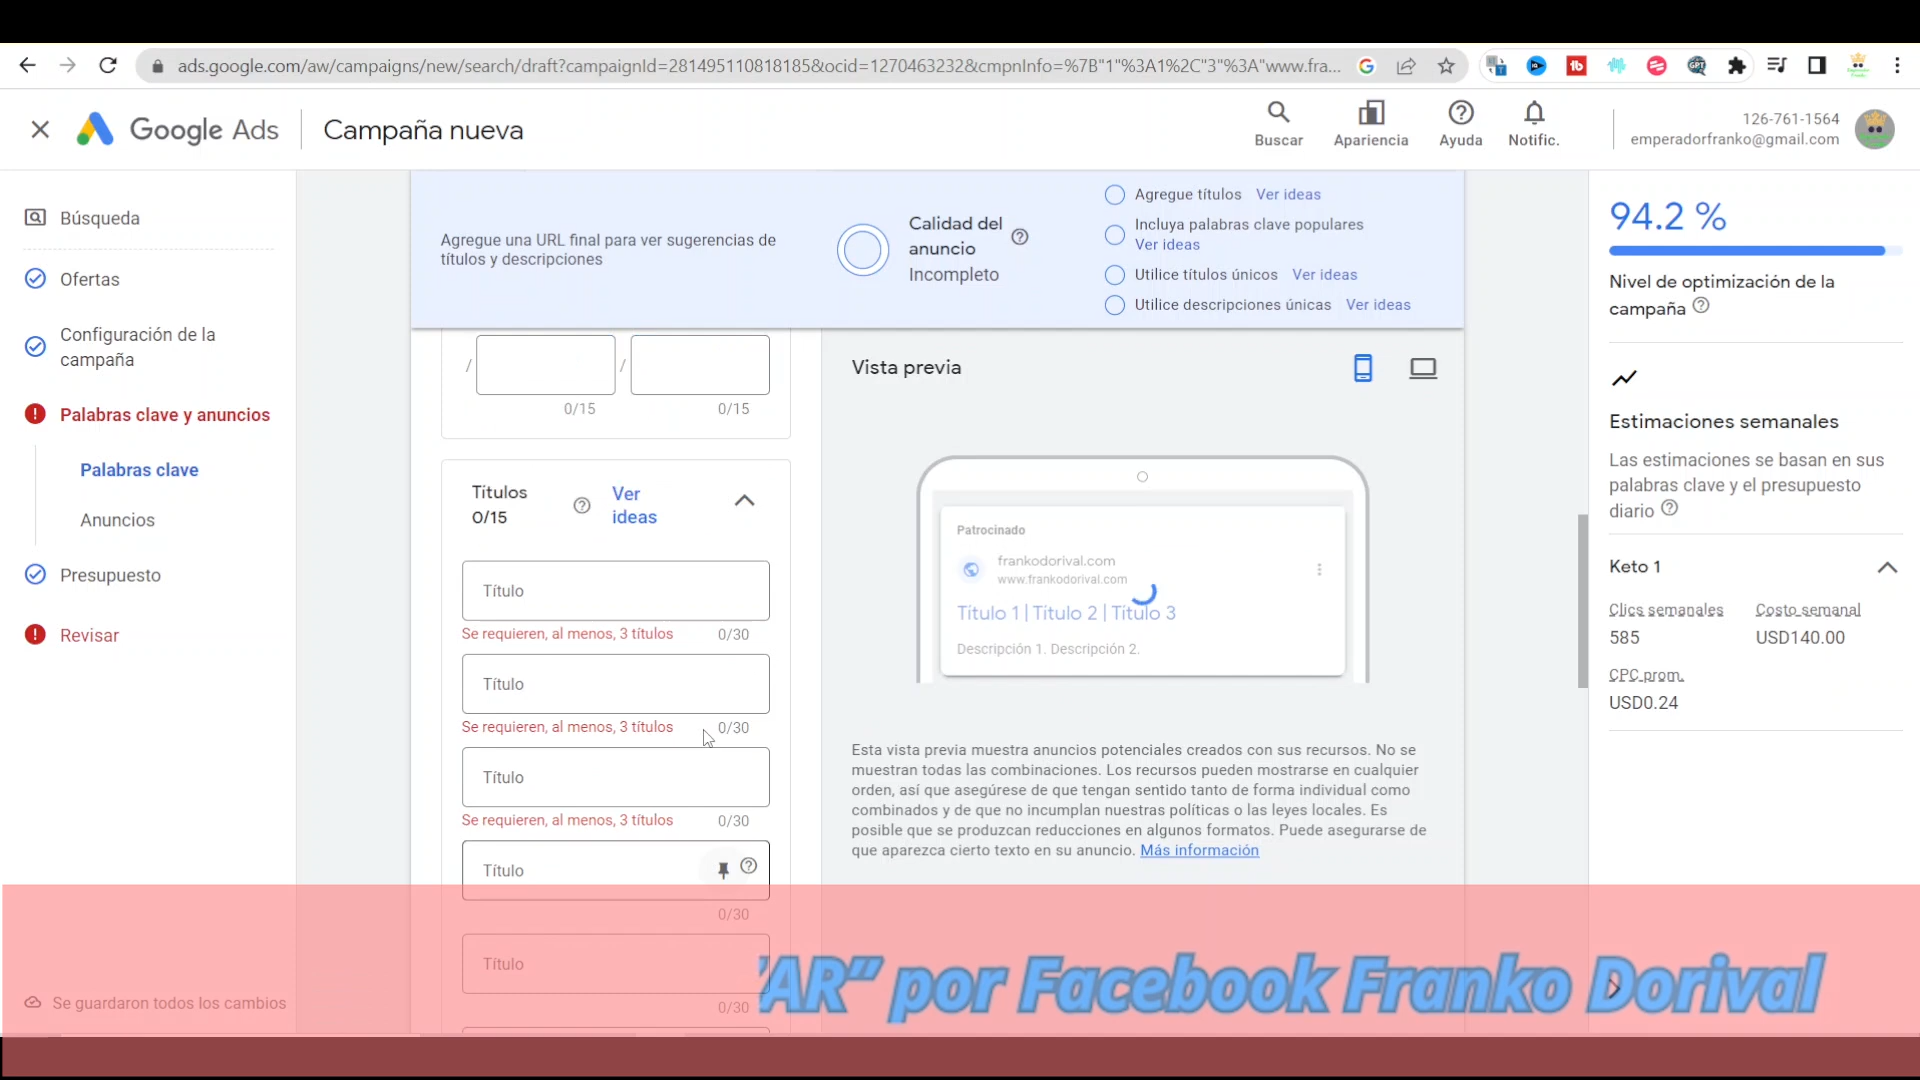 ads.google.com/aw/campaigns/new/search/draft?campaignId=281495110818185&ocid=1270463232&cmpnInfo=%7B"1"%3A1%2C"3"%3A"www.fra...
Google Ads
Campaña nueva
Buscar
Apariencia
Ayuda
Notific.
126-761-1564
emperadorfranko@gmail.com
Búsqueda
Ofertas
Configuración de la
campaña
Palabras clave y anuncios
Palabras clave
Anuncios
Presupuesto
Revisar
Se guardaron todos los cambios
Agregue una URL final para ver sugerencias de
títulos y descripciones
Calidad del
anuncio
Incompleto
Agregue títulos Ver ideas
Incluya palabras clave populares
Ver ideas
Utilice títulos únicos Ver ideas
Utilice descripciones únicas Ver ideas
/ /
0/15 0/15
Títulos
0/15
Ver
ideas
Título
Se requieren, al menos, 3 títulos 0/30
Título
Se requieren, al menos, 3 títulos 0/30
Título
Se requieren, al menos, 3 títulos 0/30
Título
0/30
Título
0/30
Vista previa
Patrocinado
frankodorival.com
www.frankodorival.com
Título 1 | Título 2 | Título 3
Descripción 1. Descripción 2.
Esta vista previa muestra anuncios potenciales creados con sus recursos. No se
muestran todas las combinaciones. Los recursos pueden mostrarse en cualquier
orden, así que asegúrese de que tengan sentido tanto de forma individual como
combinados y de que no incumplan nuestras políticas o las leyes locales. Es
posible que se produzcan reducciones en algunos formatos. Puede asegurarse de
que aparezca cierto texto en su anuncio. Más información
94.2 %
Nivel de optimización de la
campaña
Estimaciones semanales
Las estimaciones se basan en sus
palabras clave y el presupuesto
diario
Keto 1
Clics semanales Costo semanal
585 USD140.00
CPC prom.
USD0.24
"AR" por Facebook Franko Dorival